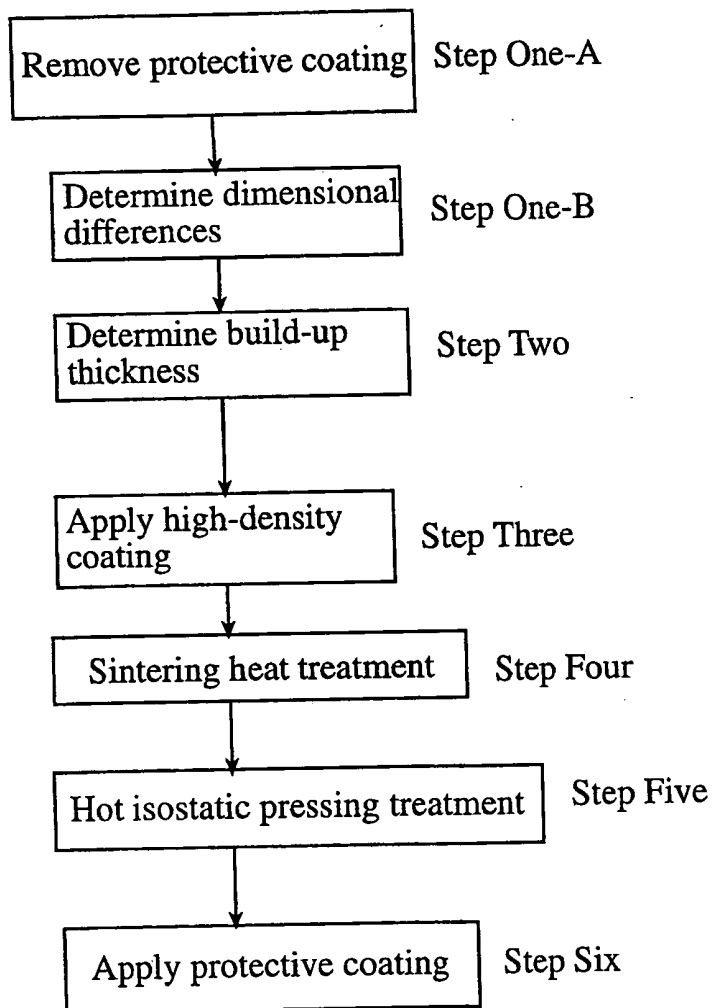 Remove protective coating Step One-A
Determine dimensional
differences
Step One-B
Determine build-up
thickness
Step Two
Apply high-density
coating
Step Three
Sintering heat treatment Step Four
Hot isostatic pressing treatment Step Five
Apply protective coating Step Six